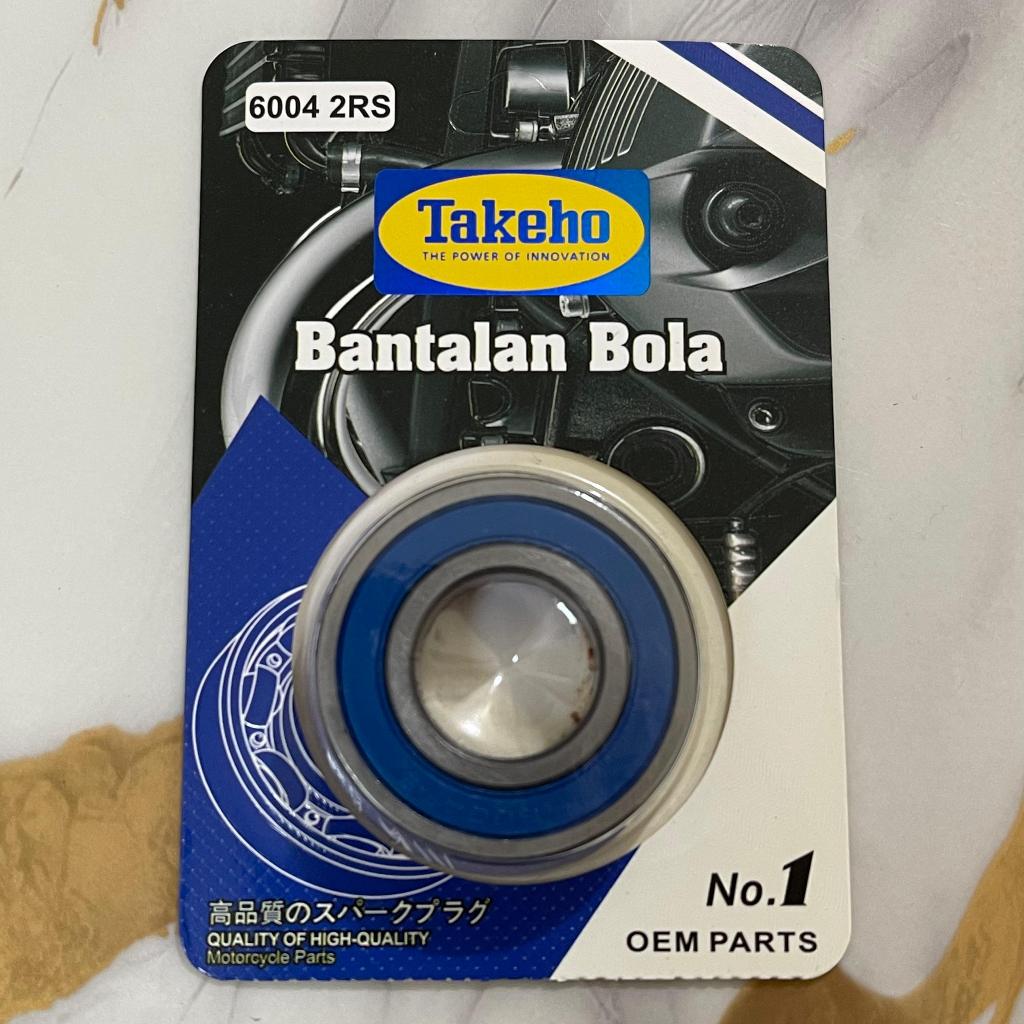 6004 2RS
Takeho
THE POWER OF INNOVATION
Bantalan Bola
No.1
OEM PARTS
高品質のスパークプラグ
QUALITY OF HIGH-QUALITY
Motorcycle Parts